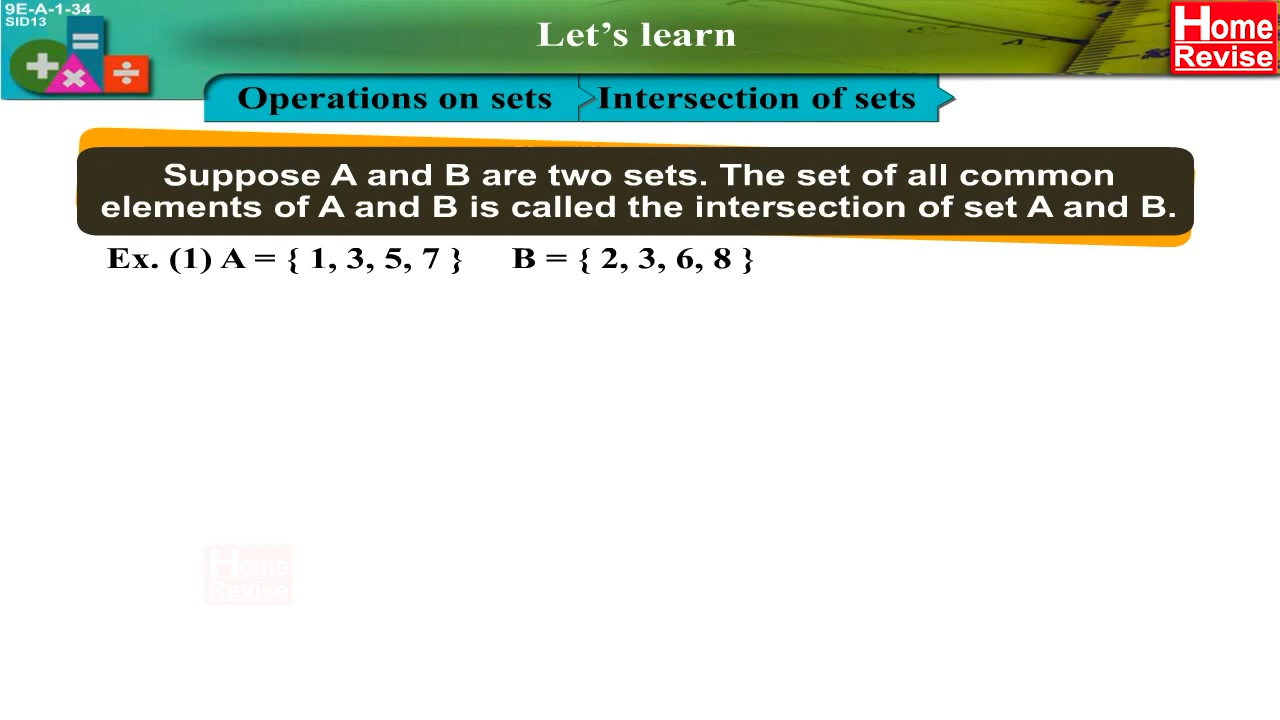 9E-A-1-34
SID13
Let's learn
Home
Revise
Operations on sets
Intersection of sets
Suppose A and B are two sets. The set of all common
elements of A and B is called the intersection of set A and B.
Ex. (1) A = { 1, 3, 5, 7 } B = { 2, 3, 6, 8 }
Home
Revise